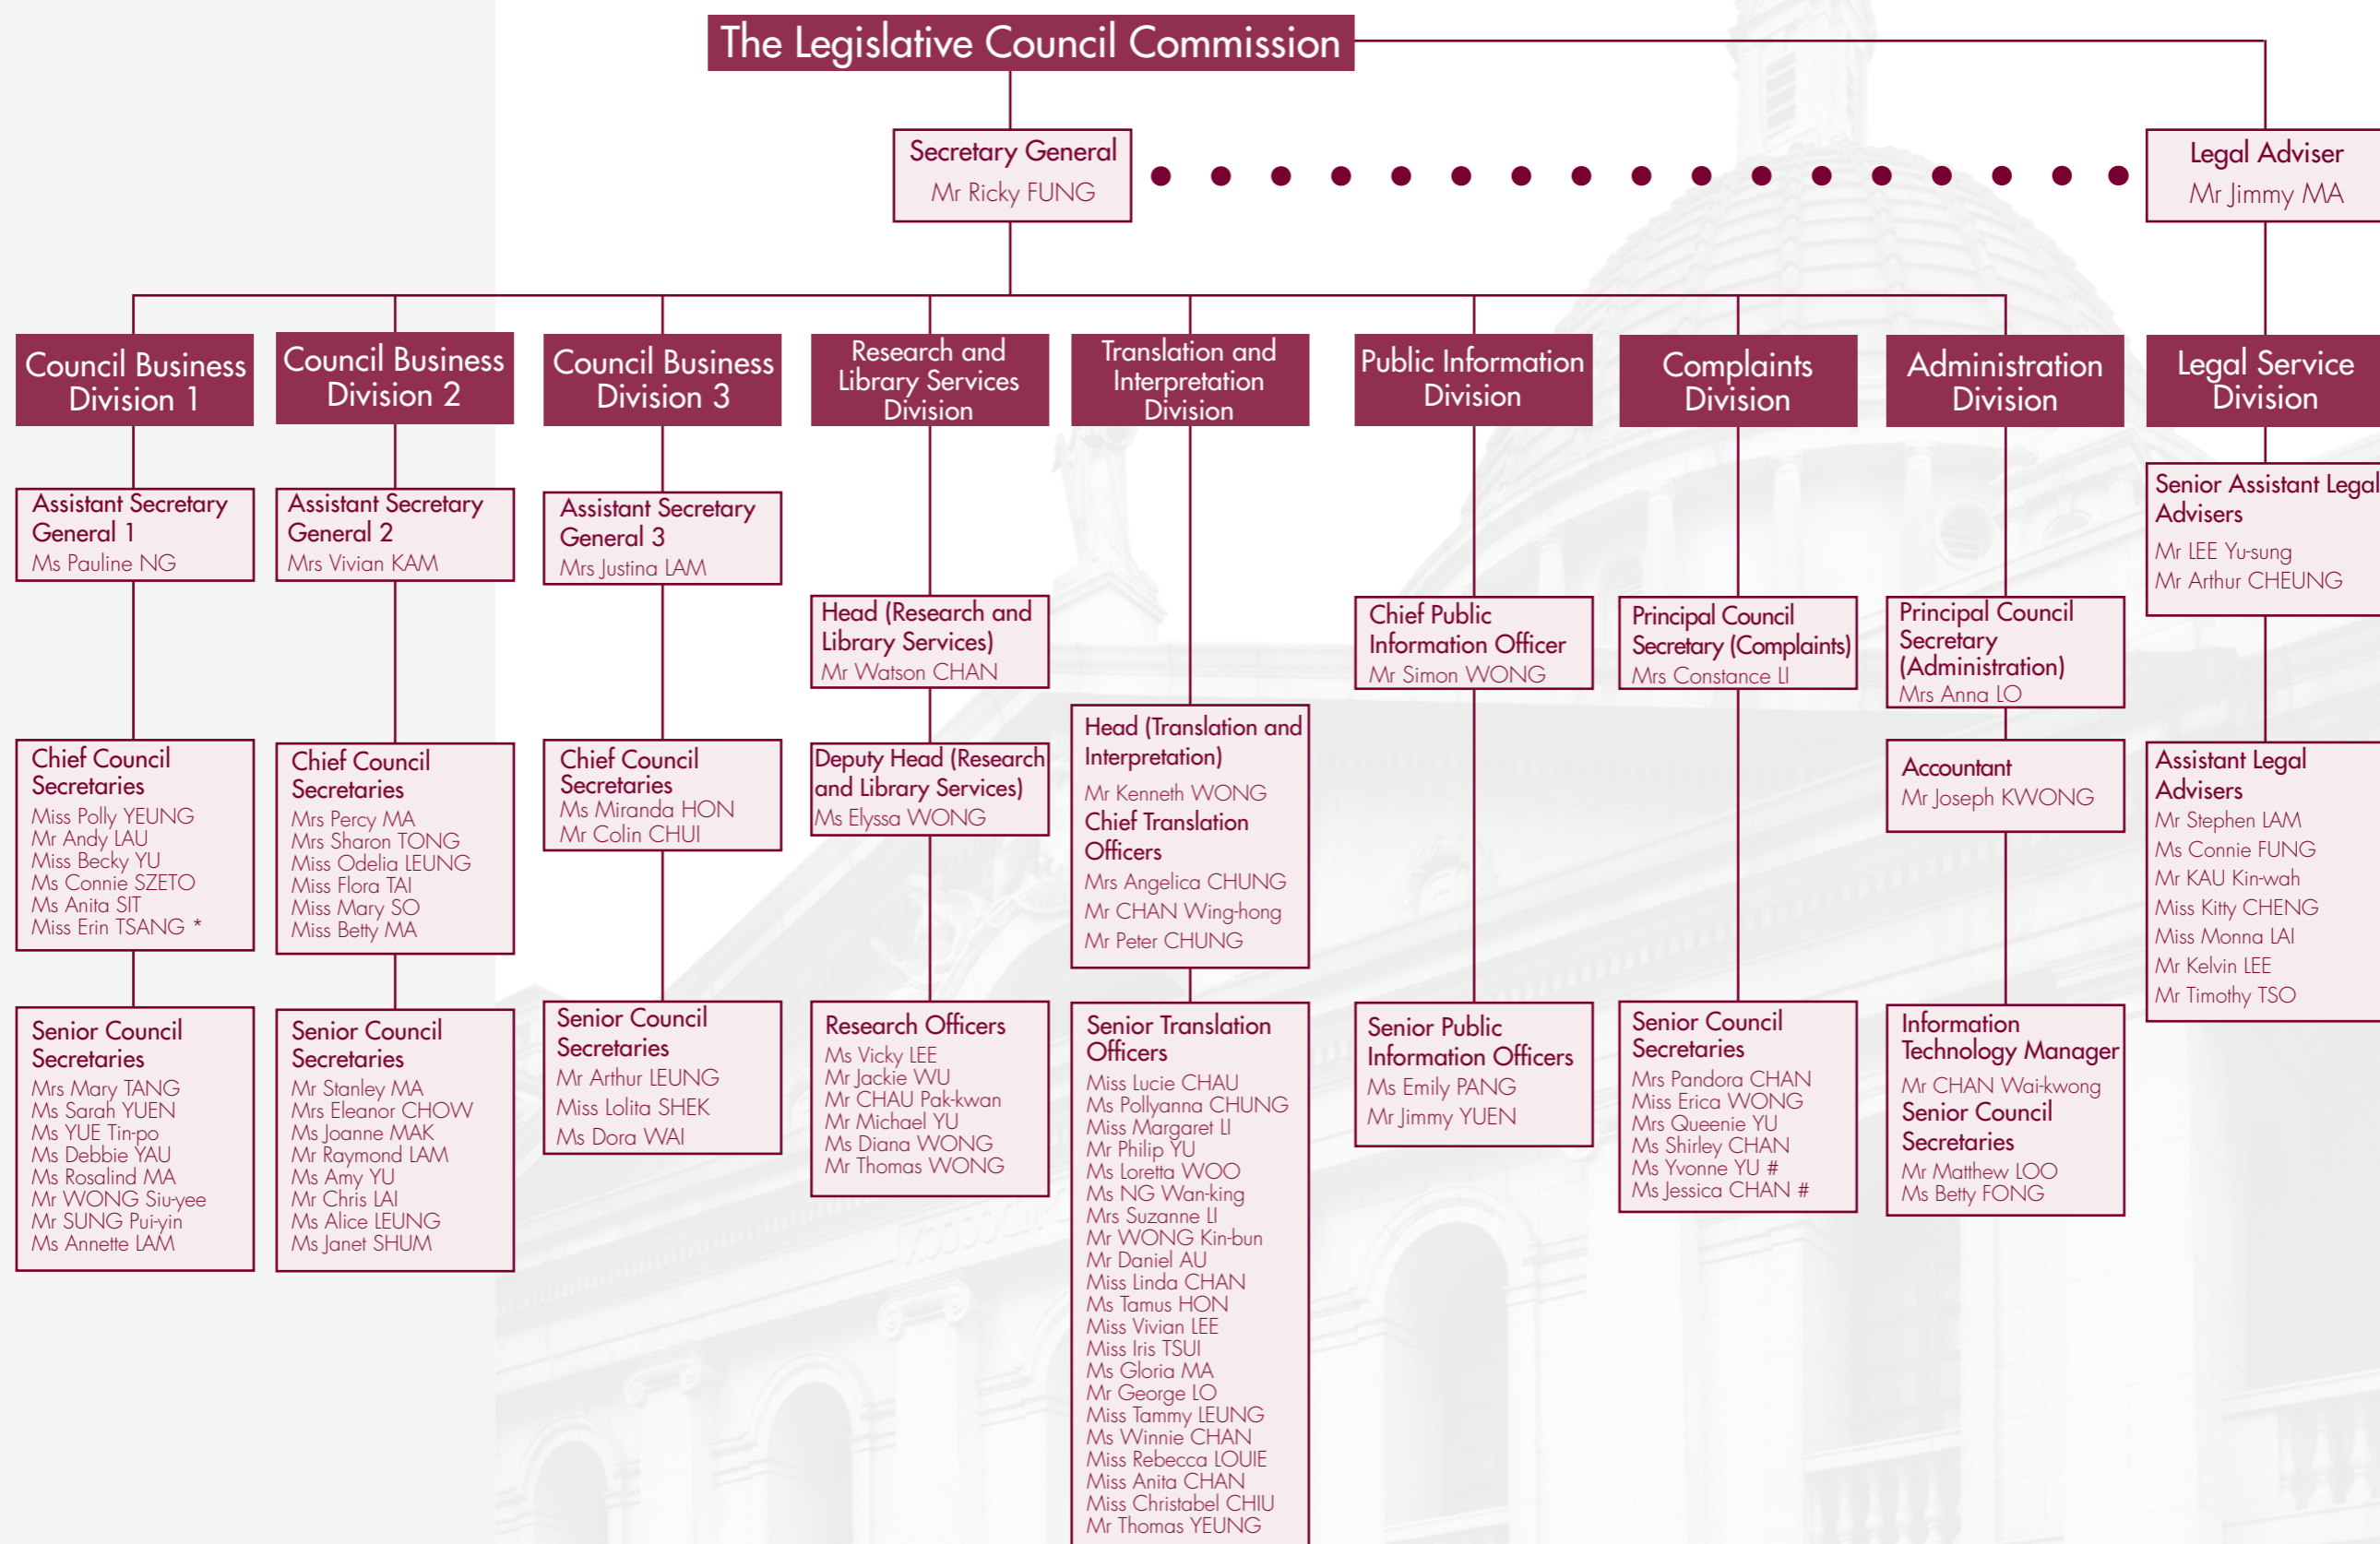 The Legislative Council Commission
Secretary General
Mr Ricky FUNG
Legal Adviser
Mr Jimmy MA
Council Business
Division 1
Assistant Secretary
General 1
Ms Pauline NG
Chief Council
Secretaries
Miss Polly YEUNG
Mr Andy LAU
Miss Becky YU
Ms Connie SZETO
Ms Anita SIT
Miss Erin TSANG *
Senior Council
Secretaries
Mrs Mary TANG
Ms Sarah YUEN
Ms YUE Tin-po
Ms Debbie YAU
Ms Rosalind MA
Mr WONG Siu-yee
Mr SUNG Pui-yin
Ms Annette LAM
Council Business
Division 2
Assistant Secretary
General 2
Mrs Vivian KAM
Chief Council
Secretaries
Mrs Percy MA
Mrs Sharon TONG
Miss Odelia LEUNG
Miss Flora TAI
Miss Mary SO
Miss Betty MA
Senior Council
Secretaries
Mr Stanley MA
Mrs Eleanor CHOW
Ms Joanne MAK
Mr Raymond LAM
Ms Amy YU
Mr Chris LAI
Ms Alice LEUNG
Ms Janet SHUM
Council Business
Division 3
Assistant Secretary
General 3
Mrs Justina LAM
Chief Council
Secretaries
Ms Miranda HON
Mr Colin CHUI
Senior Council
Secretaries
Mr Arthur LEUNG
Miss Lolita SHEK
Ms Dora WAI
Research and
Library Services
Division
Head (Research and
Library Services)
Mr Watson CHAN
Deputy Head (Research
and Library Services)
Ms Elyssa WONG
Research Officers
Ms Vicky LEE
Mr Jackie WU
Mr CHAU Pak-kwan
Mr Michael YU
Ms Diana WONG
Mr Thomas WONG
Translation and
Interpretation
Division
Head (Translation and
Interpretation)
Mr Kenneth WONG
Chief Translation
Officers
Mrs Angelica CHUNG
Mr CHAN Wing-hong
Mr Peter CHUNG
Senior Translation
Officers
Miss Lucie CHAU
Ms Pollyanna CHUNG
Miss Margaret LI
Mr Philip YU
Ms Loretta WOO
Ms NG Wan-king
Mrs Suzanne LI
Mr WONG Kin-bun
Mr Daniel AU
Miss Linda CHAN
Ms Tamus HON
Miss Vivian LEE
Miss Iris TSUI
Ms Gloria MA
Mr George LO
Miss Tammy LEUNG
Ms Winnie CHAN
Miss Rebecca LOUIE
Miss Anita CHAN
Miss Christabel CHIU
Mr Thomas YEUNG
Public Information
Division
Chief Public
Information Officer
Mr Simon WONG
Senior Public
Information Officers
Ms Emily PANG
Mr Jimmy YUEN
Complaints
Division
Principal Council
Secretary (Complaints)
Mrs Constance LI
Senior Council
Secretaries
Mrs Pandora CHAN
Miss Erica WONG
Mrs Queenie YU
Ms Shirley CHAN
Ms Yvonne YU #
Ms Jessica CHAN #
Administration
Division
Principal Council
Secretary
(Administration)
Mrs Anna LO
Accountant
Mr Joseph KWONG
Information
Technology Manager
Mr CHAN Wai-kwong
Senior Council
Secretaries
Mr Matthew LOO
Ms Betty FONG
Legal Service
Division
Senior Assistant Legal
Advisers
Mr LEE Yu-sung
Mr Arthur CHEUNG
Assistant Legal
Advisers
Mr Stephen LAM
Ms Connie FUNG
Mr KAU Kin-wah
Miss Kitty CHENG
Miss Monna LAI
Mr Kelvin LEE
Mr Timothy TSO